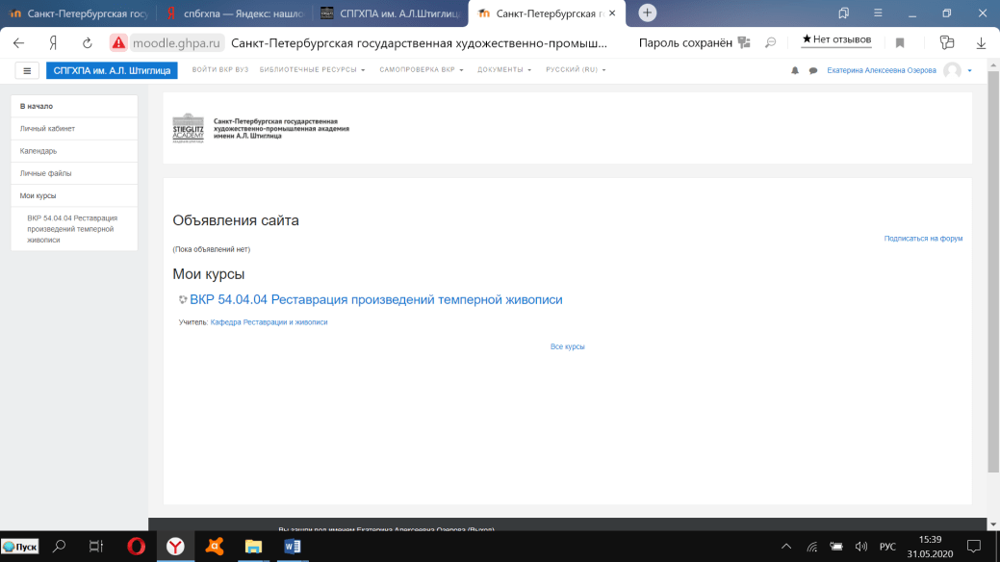 Санкт-Петербургская госу
спбгхпа — Яндекс: нашло
СПГХПА им. А.Л.Штиглица
Санкт-Петербургская г
moodle.ghpa.ru Санкт-Петербургская государственная художественно-промыш... Пароль сохранён Нет отзывов
СПГХПА им. А.Л. Штиглица ВОЙТИ ВКР ВУЗ БИБЛИОТЕЧНЫЕ РЕСУРСЫ САМОПРОВЕРКА ВКР ДОКУМЕНТЫ РУССКИЙ (RU) Екатерина Алексеевна Озерова
В начало
Личный кабинет
Календарь
Личные файлы
Мои курсы
ВКР 54.04 04 Реставрация
произведений темперной
живописи
STIEGLITZ
ACADEMY
Санкт-Петербургская государственная
художественно-промышленная академия
имени А.Л. Штиглица
Объявления сайта
Подписаться на форум
(Пока объявлений нет)
Мои курсы
ВКР 54.04.04 Реставрация произведений темперной живописи
Учитель: Кафедра Реставрации и живописи
Все курсы
Вы зашли под именем Екатерина Алексеевна Озерова (Выход)
Пуск
РУС
15:39
31.05.2020